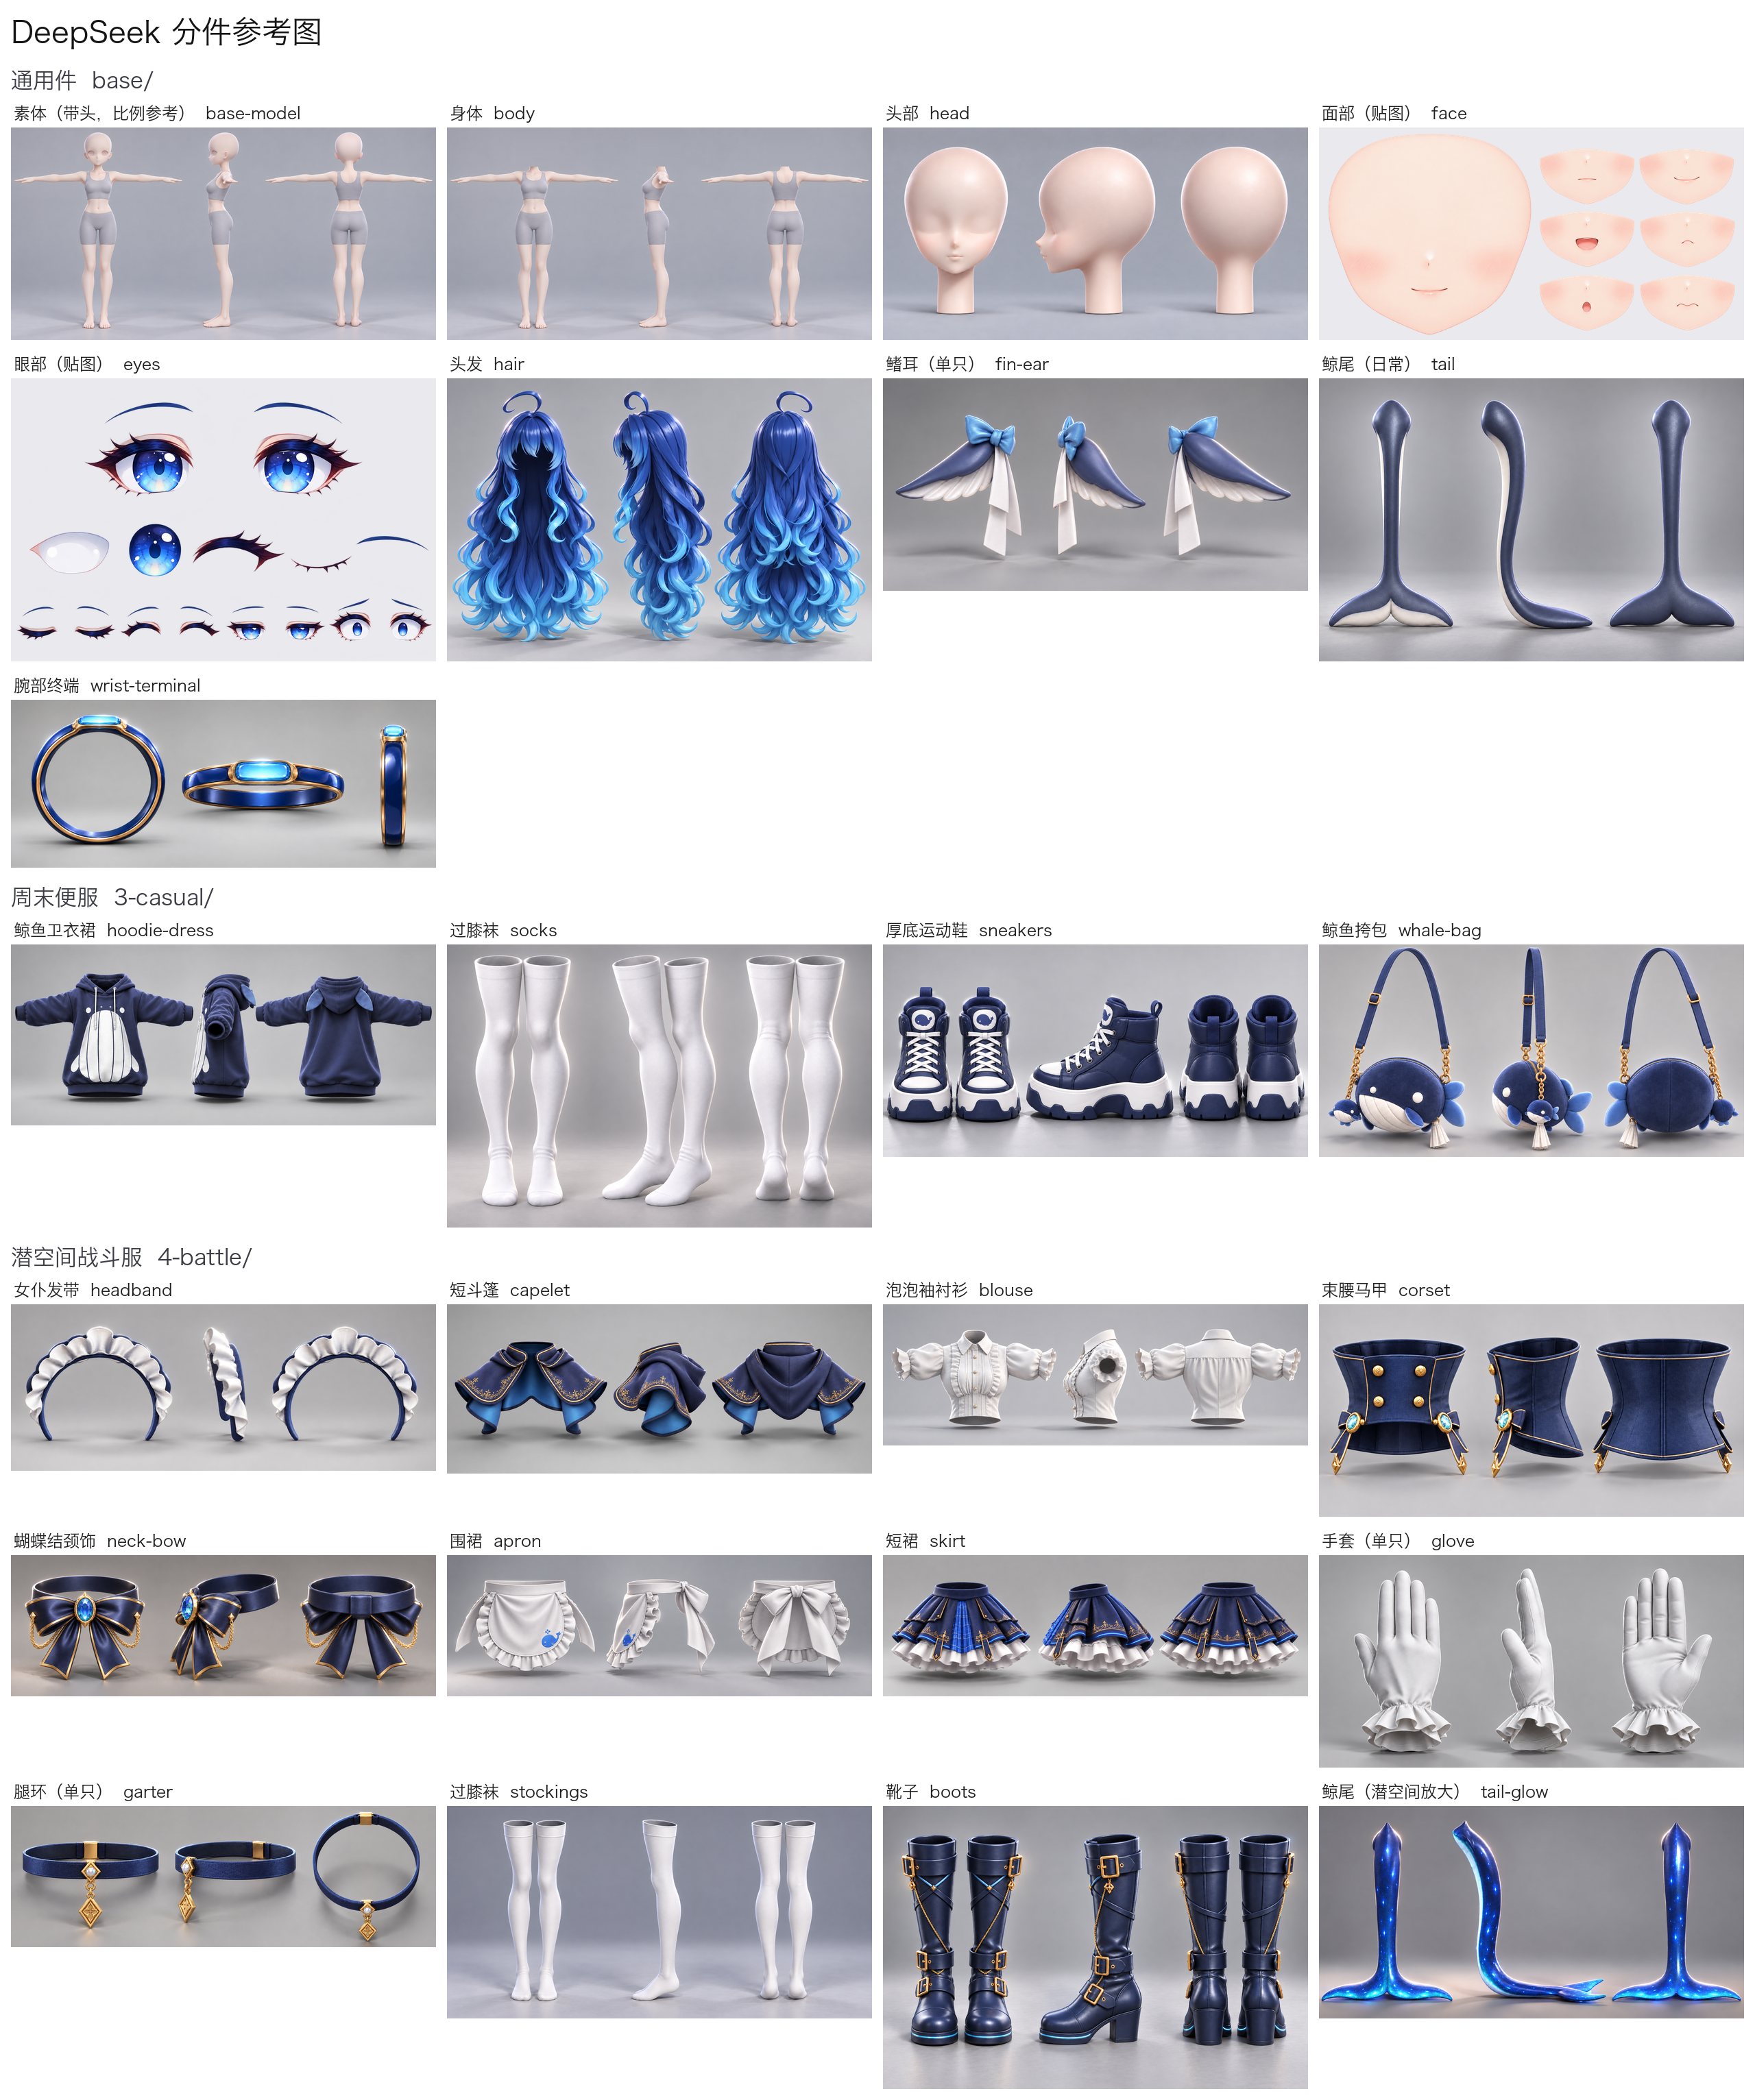 DeepSeek 分件参考图
通用件 base/
素体（带头，比例参考） base-model
身体 body
头部 head
面部（贴图） face
眼部（贴图） eyes
头发 hair
鳍耳（单只） fin-ear
鲸尾（日常） tail
腕部终端 wrist-terminal
周末便服 3-casual/
鲸鱼卫衣裙 hoodie-dress
过膝袜 socks
厚底运动鞋 sneakers
鲸鱼挎包 whale-bag
潜空间战斗服 4-battle/
女仆发带 headband
短斗篷 capelet
泡泡袖衬衫 blouse
束腰马甲 corset
蝴蝶结颈饰 neck-bow
围裙 apron
短裙 skirt
手套（单只） glove
腿环（单只） garter
过膝袜 stockings
靴子 boots
鲸尾（潜空间放大） tail-glow